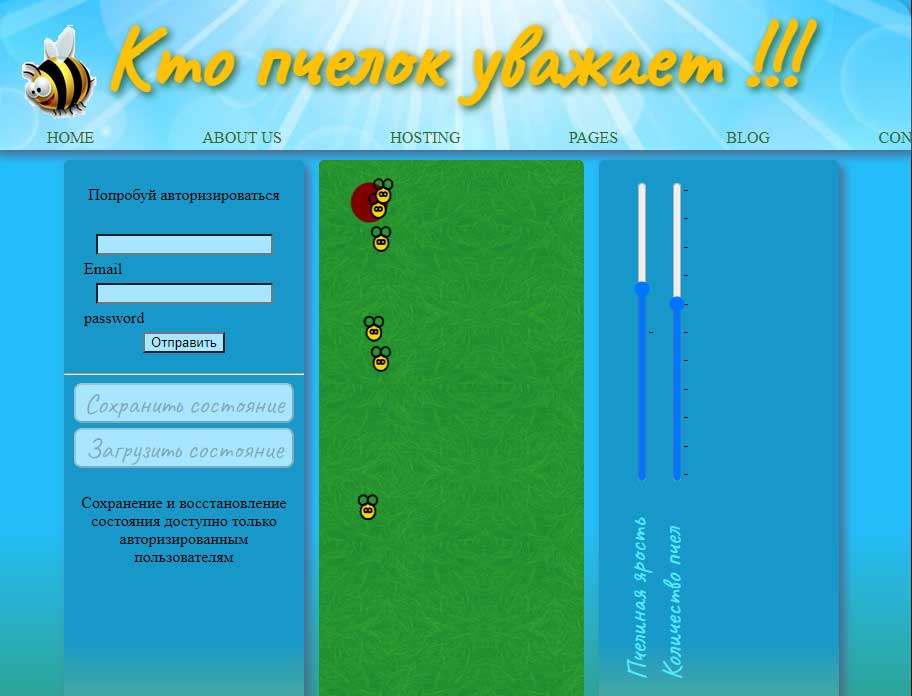 Кто пчелок уважает !!!
HOME ABOUT US HOSTING PAGES BLOG CON
Попробуй авторизироваться
Email
password
Отправить
Сохранить состояние
Загрузить состояние
Сохранение и восстановление
состояния доступно только
авторизированным
пользователям
Пчелиная ярость
Количество пчел